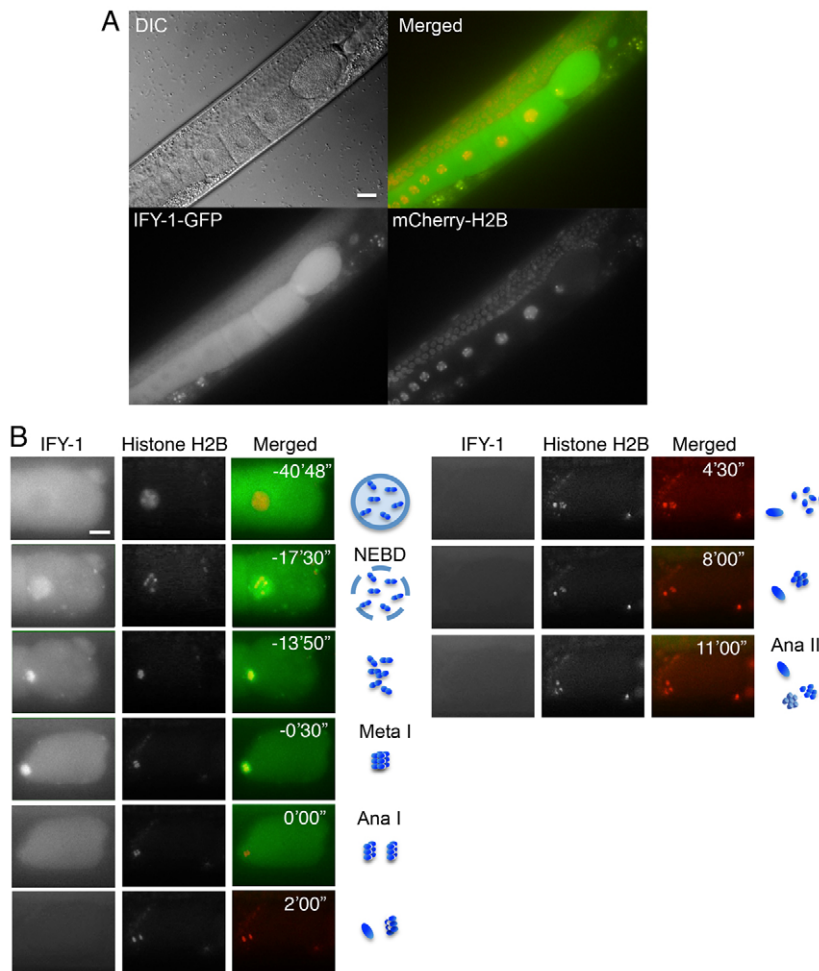 A
DIC
Merged
IFY-1-GFP
mCherry-H2B
B
IFY-1 Histone H2B Merged
-40'48"
NEBD
-17'30"
-13'50"
Meta I
-0'30"
Ana I
0'00"
2'00"
IFY-1 Histone H2B Merged
4'30"
8'00"
Ana II
11'00"